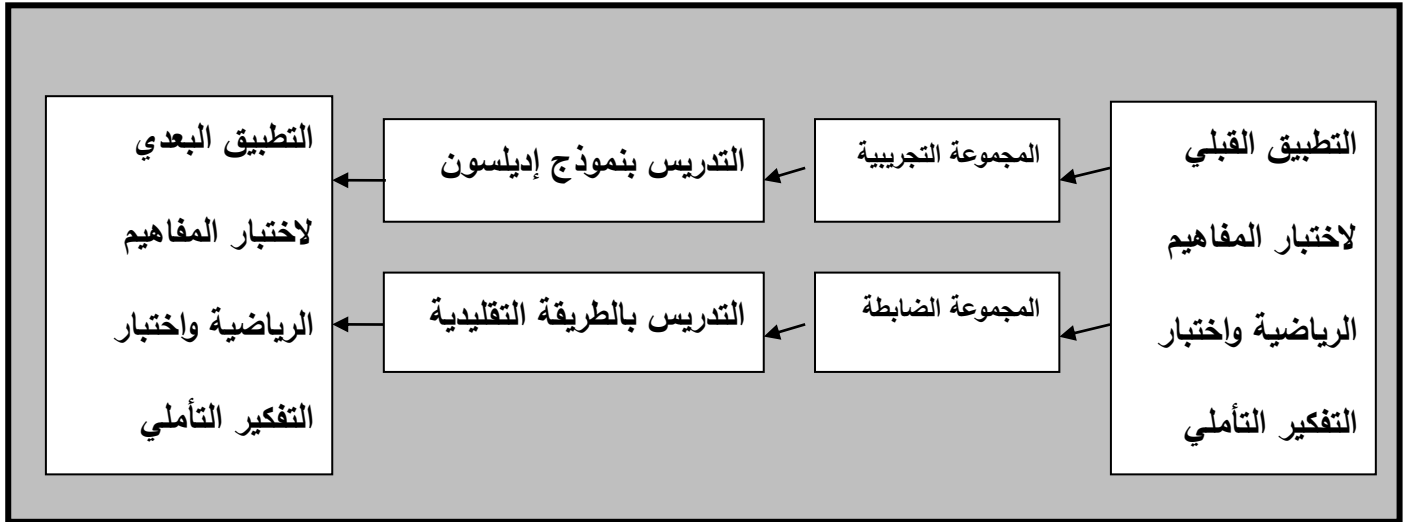 التطبيق القبلي
لاختبار المفاهيم
الرياضية واختبار
التفكير التأملي
المجموعة التجريبية
التدريس بنموذج إديلسون
المجموعة الضابطة
التدريس بالطريقة التقليدية
التطبيق البعدي
لاختبار المفاهيم
الرياضية واختبار
التفكير التأملي